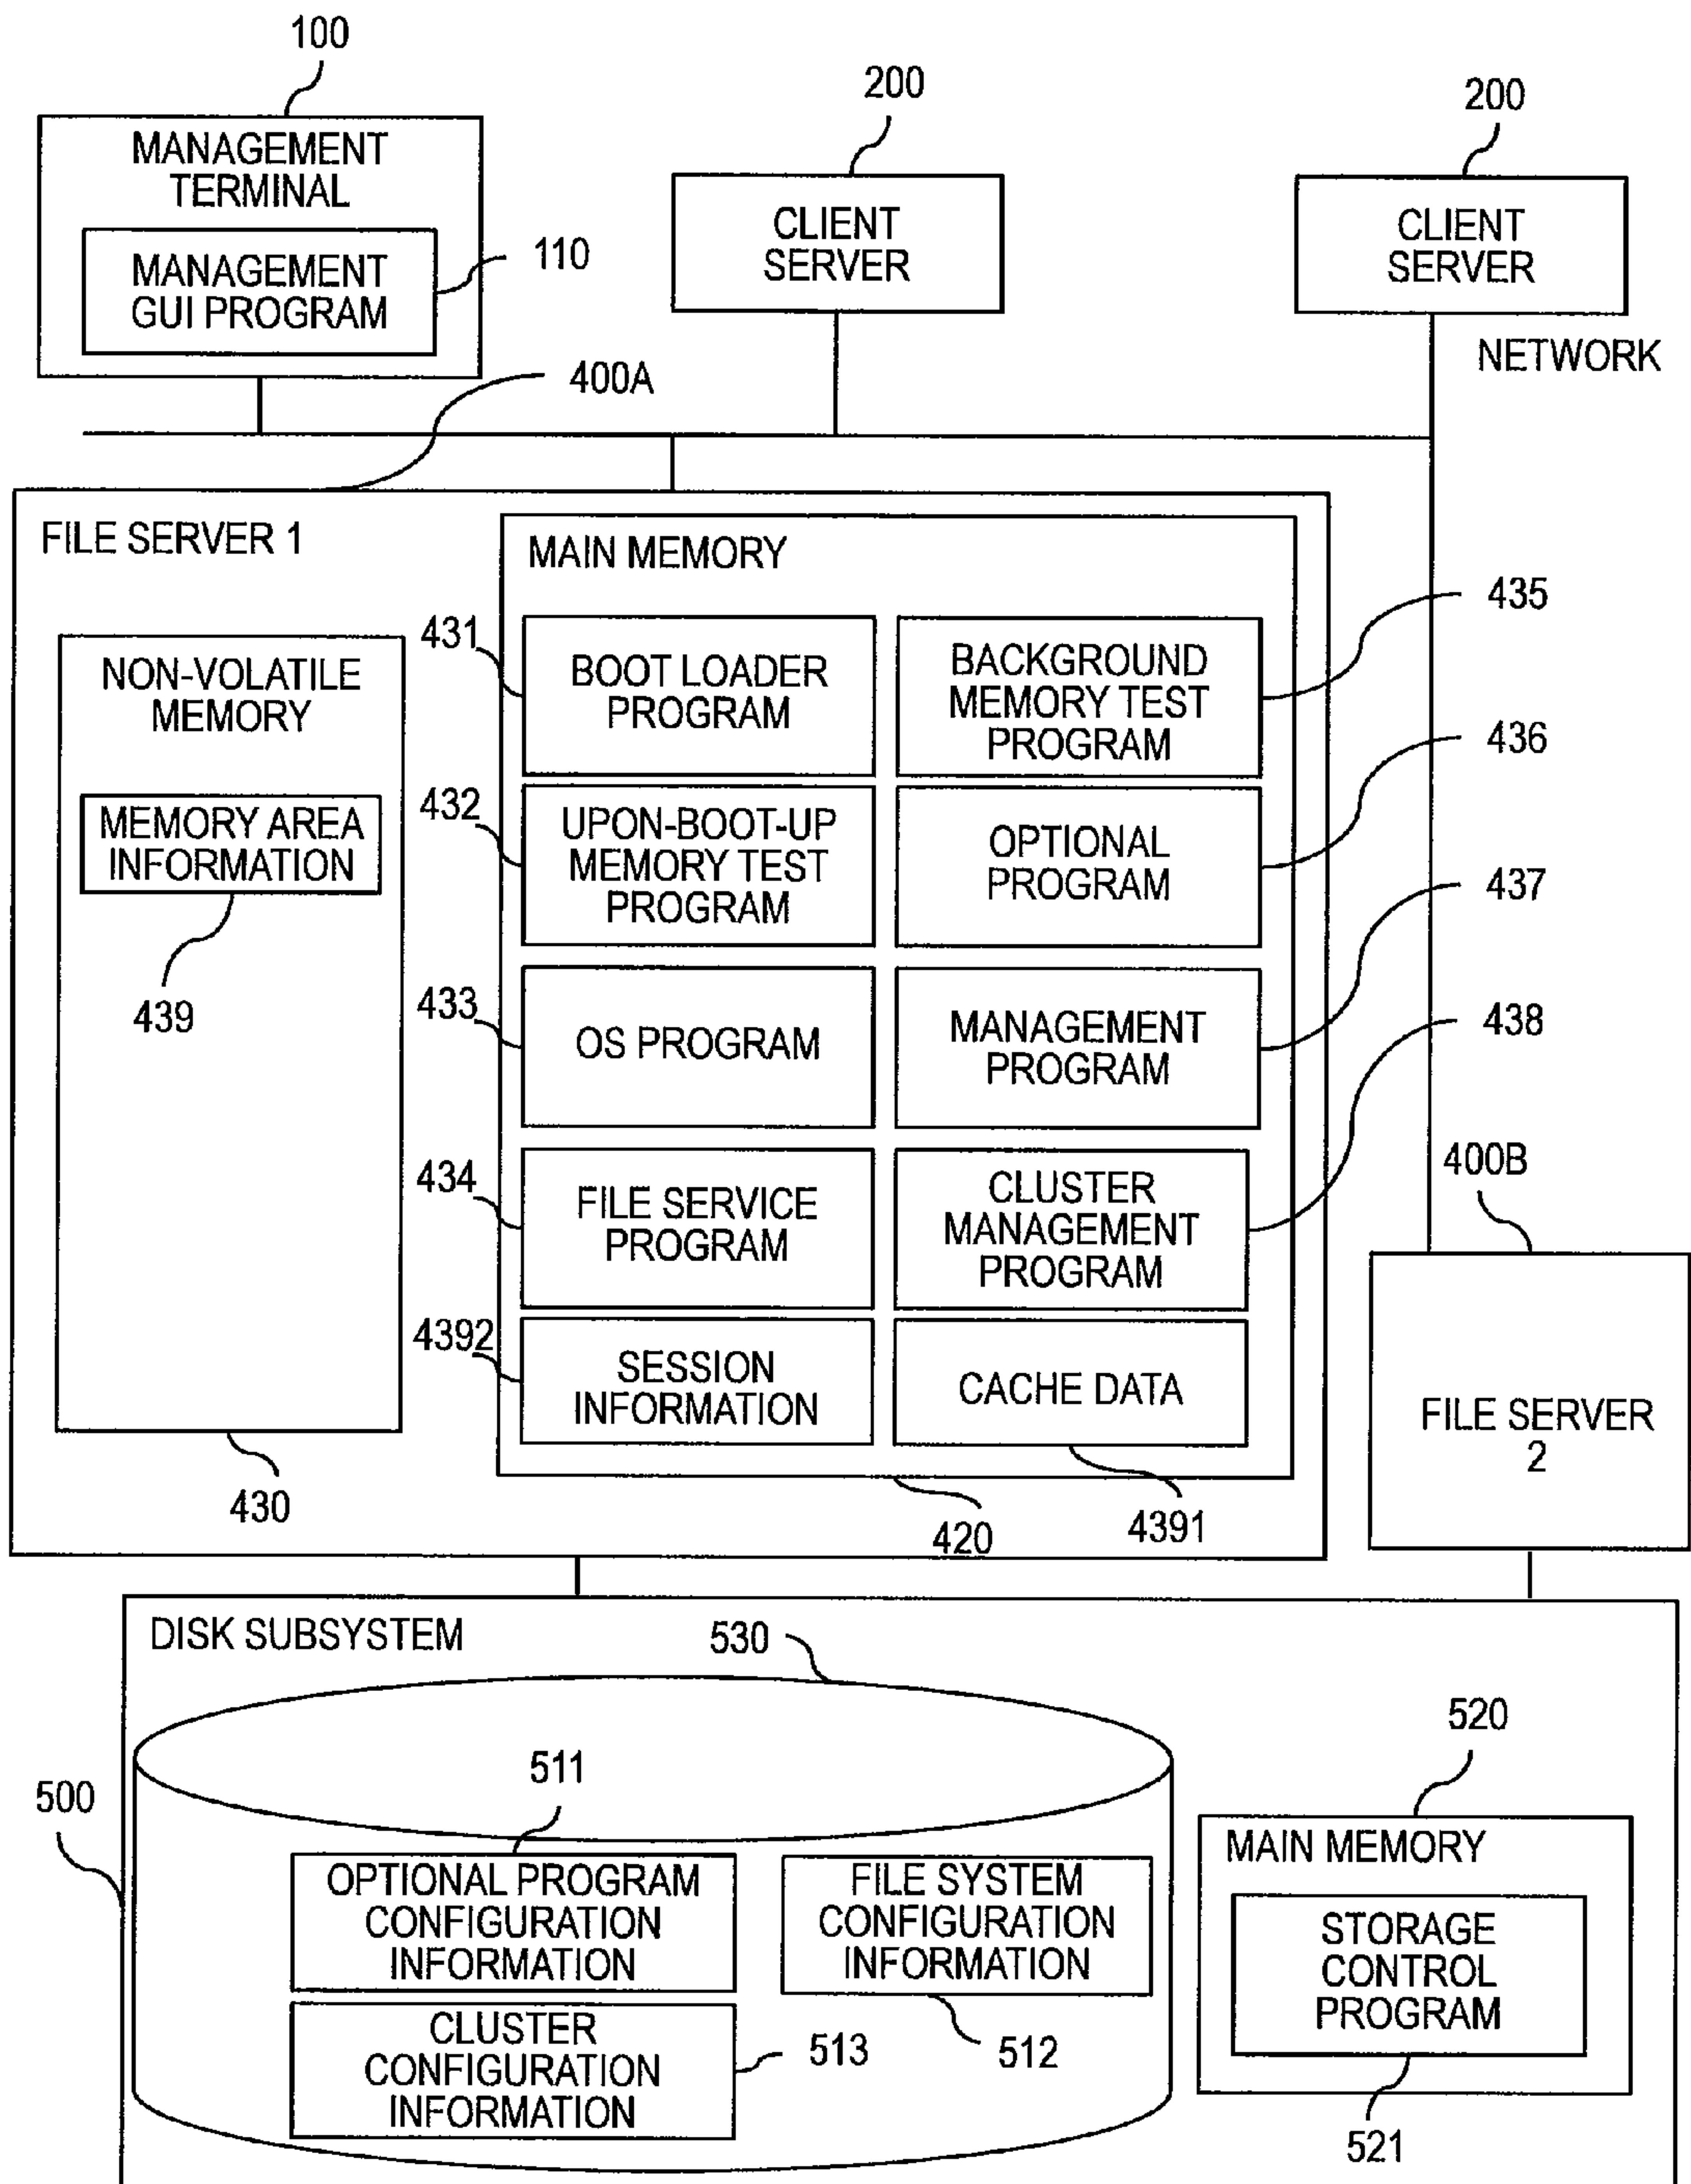 100
MANAGEMENT
TERMINAL
MANAGEMENT
GUI PROGRAM
110
200
CLIENT
SERVER
200
CLIENT
SERVER
NETWORK
400A
FILE SERVER 1
NON-VOLATILE
MEMORY
MEMORY AREA
INFORMATION
439
430
MAIN MEMORY
431
BOOT LOADER
PROGRAM
BACKGROUND
MEMORY TEST
PROGRAM
435
432
UPON-BOOT-UP
MEMORY TEST
PROGRAM
OPTIONAL
PROGRAM
436
433
OS PROGRAM
MANAGEMENT
PROGRAM
437
434
FILE SERVICE
PROGRAM
CLUSTER
MANAGEMENT
PROGRAM
438
4392
SESSION
INFORMATION
CACHE DATA
4391
420
400B
FILE SERVER
2
DISK SUBSYSTEM
500
530
511
OPTIONAL PROGRAM
CONFIGURATION
INFORMATION
FILE SYSTEM
CONFIGURATION
INFORMATION
512
CLUSTER
CONFIGURATION
INFORMATION
513
520
MAIN MEMORY
STORAGE
CONTROL
PROGRAM
521